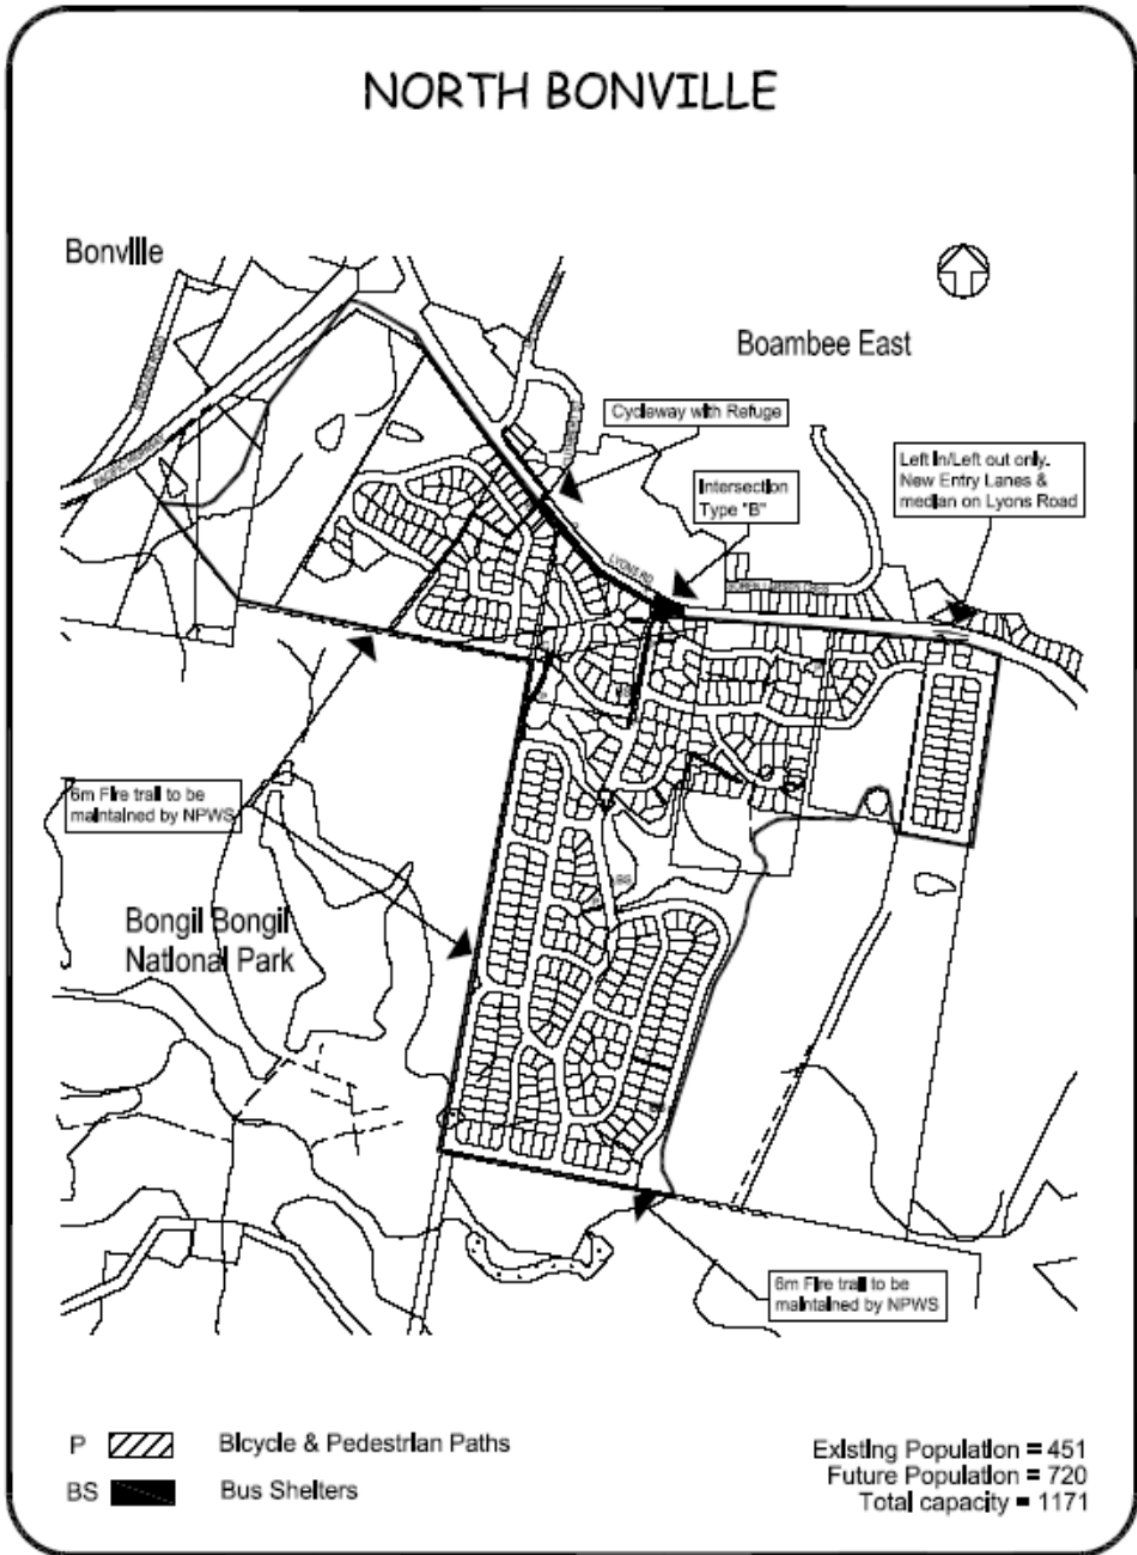 NORTH BONVILLE
Bonville
Boambee East
Cycleway with Refuge
Left In/Left out only.
New Entry Lanes &
median on Lyons Road
Intersection
Type "B"
LYONS RD
PACIFIC HIGHWAY
6m Fire trail to be
maintained by NPWS
BS
Bongil Bongil
National Park
6m Fire trail to be
maintained by NPWS
P Bicycle & Pedestrian Paths
BS Bus Shelters
Existing Population = 451
Future Population = 720
Total capacity = 1171